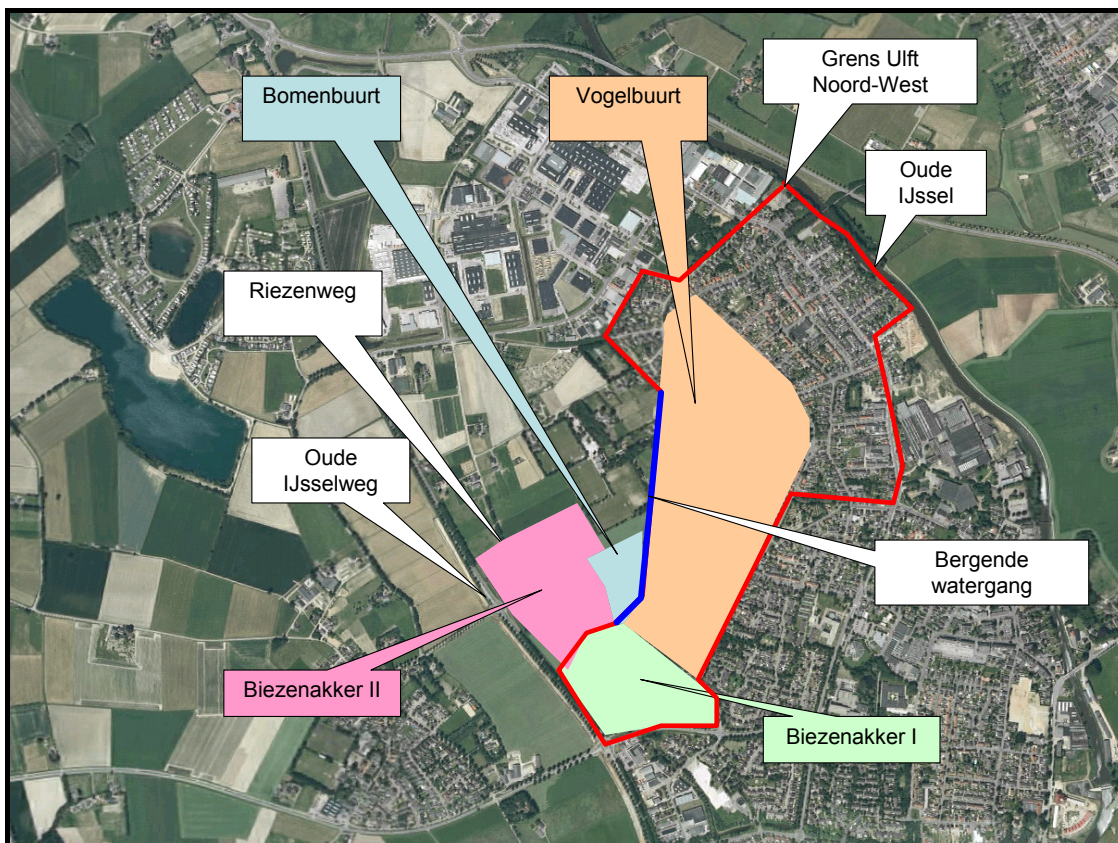 Grens Ulft
Noord-West
Bomenbuurt
Vogelbuurt
Oude
IJssel
Riezenweg
Oude
IJsselweg
Bergende
watergang
Biezenakker II
Biezenakker I